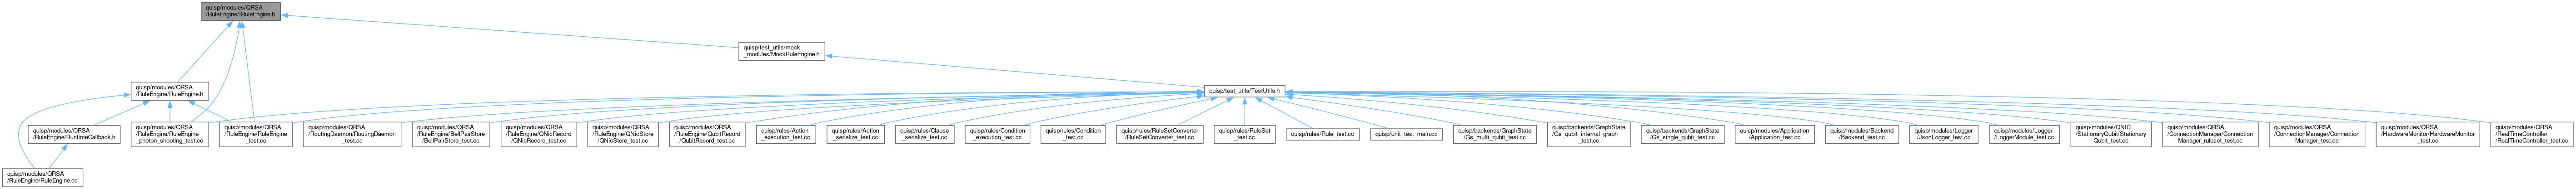 quisp/modules/QRSA
/RuleEngine/IRuleEngine.h
quisp/test_utils/mock
_modules/MockRuleEngine.h
quisp/modules/QRSA
/RuleEngine/RuleEngine.h
quisp/test_utils/TestUtils.h
quisp/modules/QRSA
/RuleEngine/RuntimeCallback.h
quisp/modules/QRSA
/RuleEngine/RuleEngine
_photon_shooting_test.cc
quisp/modules/QRSA
/RuleEngine/RuleEngine
_test.cc
quisp/modules/QRSA
/RoutingDaemon/RoutingDaemon
_test.cc
quisp/modules/QRSA
/RuleEngine/BellPairStore
/BellPairStore_test.cc
quisp/modules/QRSA
/RuleEngine/QNicRecord
/QNicRecord_test.cc
quisp/modules/QRSA
/RuleEngine/QNicStore
/QNicStore_test.cc
quisp/modules/QRSA
/RuleEngine/QubitRecord
/QubitRecord_test.cc
quisp/rules/Action
_execution_test.cc
quisp/rules/Action
_serialize_test.cc
quisp/rules/Clause
_serialize_test.cc
quisp/rules/Condition
_execution_test.cc
quisp/rules/Condition
_test.cc
quisp/rules/RuleSetConverter
/RuleSetConverter_test.cc
quisp/rules/RuleSet
_test.cc
quisp/rules/Rule_test.cc
quisp/unit_test_main.cc
quisp/backends/GraphState
/Gs_multi_qubit_test.cc
quisp/backends/GraphState
/Gs_qubit_internal_graph
_test.cc
quisp/backends/GraphState
/Gs_single_qubit_test.cc
quisp/modules/Application
/Application_test.cc
quisp/modules/Backend
/Backend_test.cc
quisp/modules/Logger
/JsonLogger_test.cc
quisp/modules/Logger
/LoggerModule_test.cc
quisp/modules/QNIC
/StationaryQubit/Stationary
Qubit_test.cc
quisp/modules/QRSA
/ConnectionManager/Connection
Manager_ruleset_test.cc
quisp/modules/QRSA
/ConnectionManager/Connection
Manager_test.cc
quisp/modules/QRSA
/HardwareMonitor/HardwareMonitor
_test.cc
quisp/modules/QRSA
/RealTimeController
/RealTimeController_test.cc
quisp/modules/QRSA
/RuleEngine/RuleEngine.cc